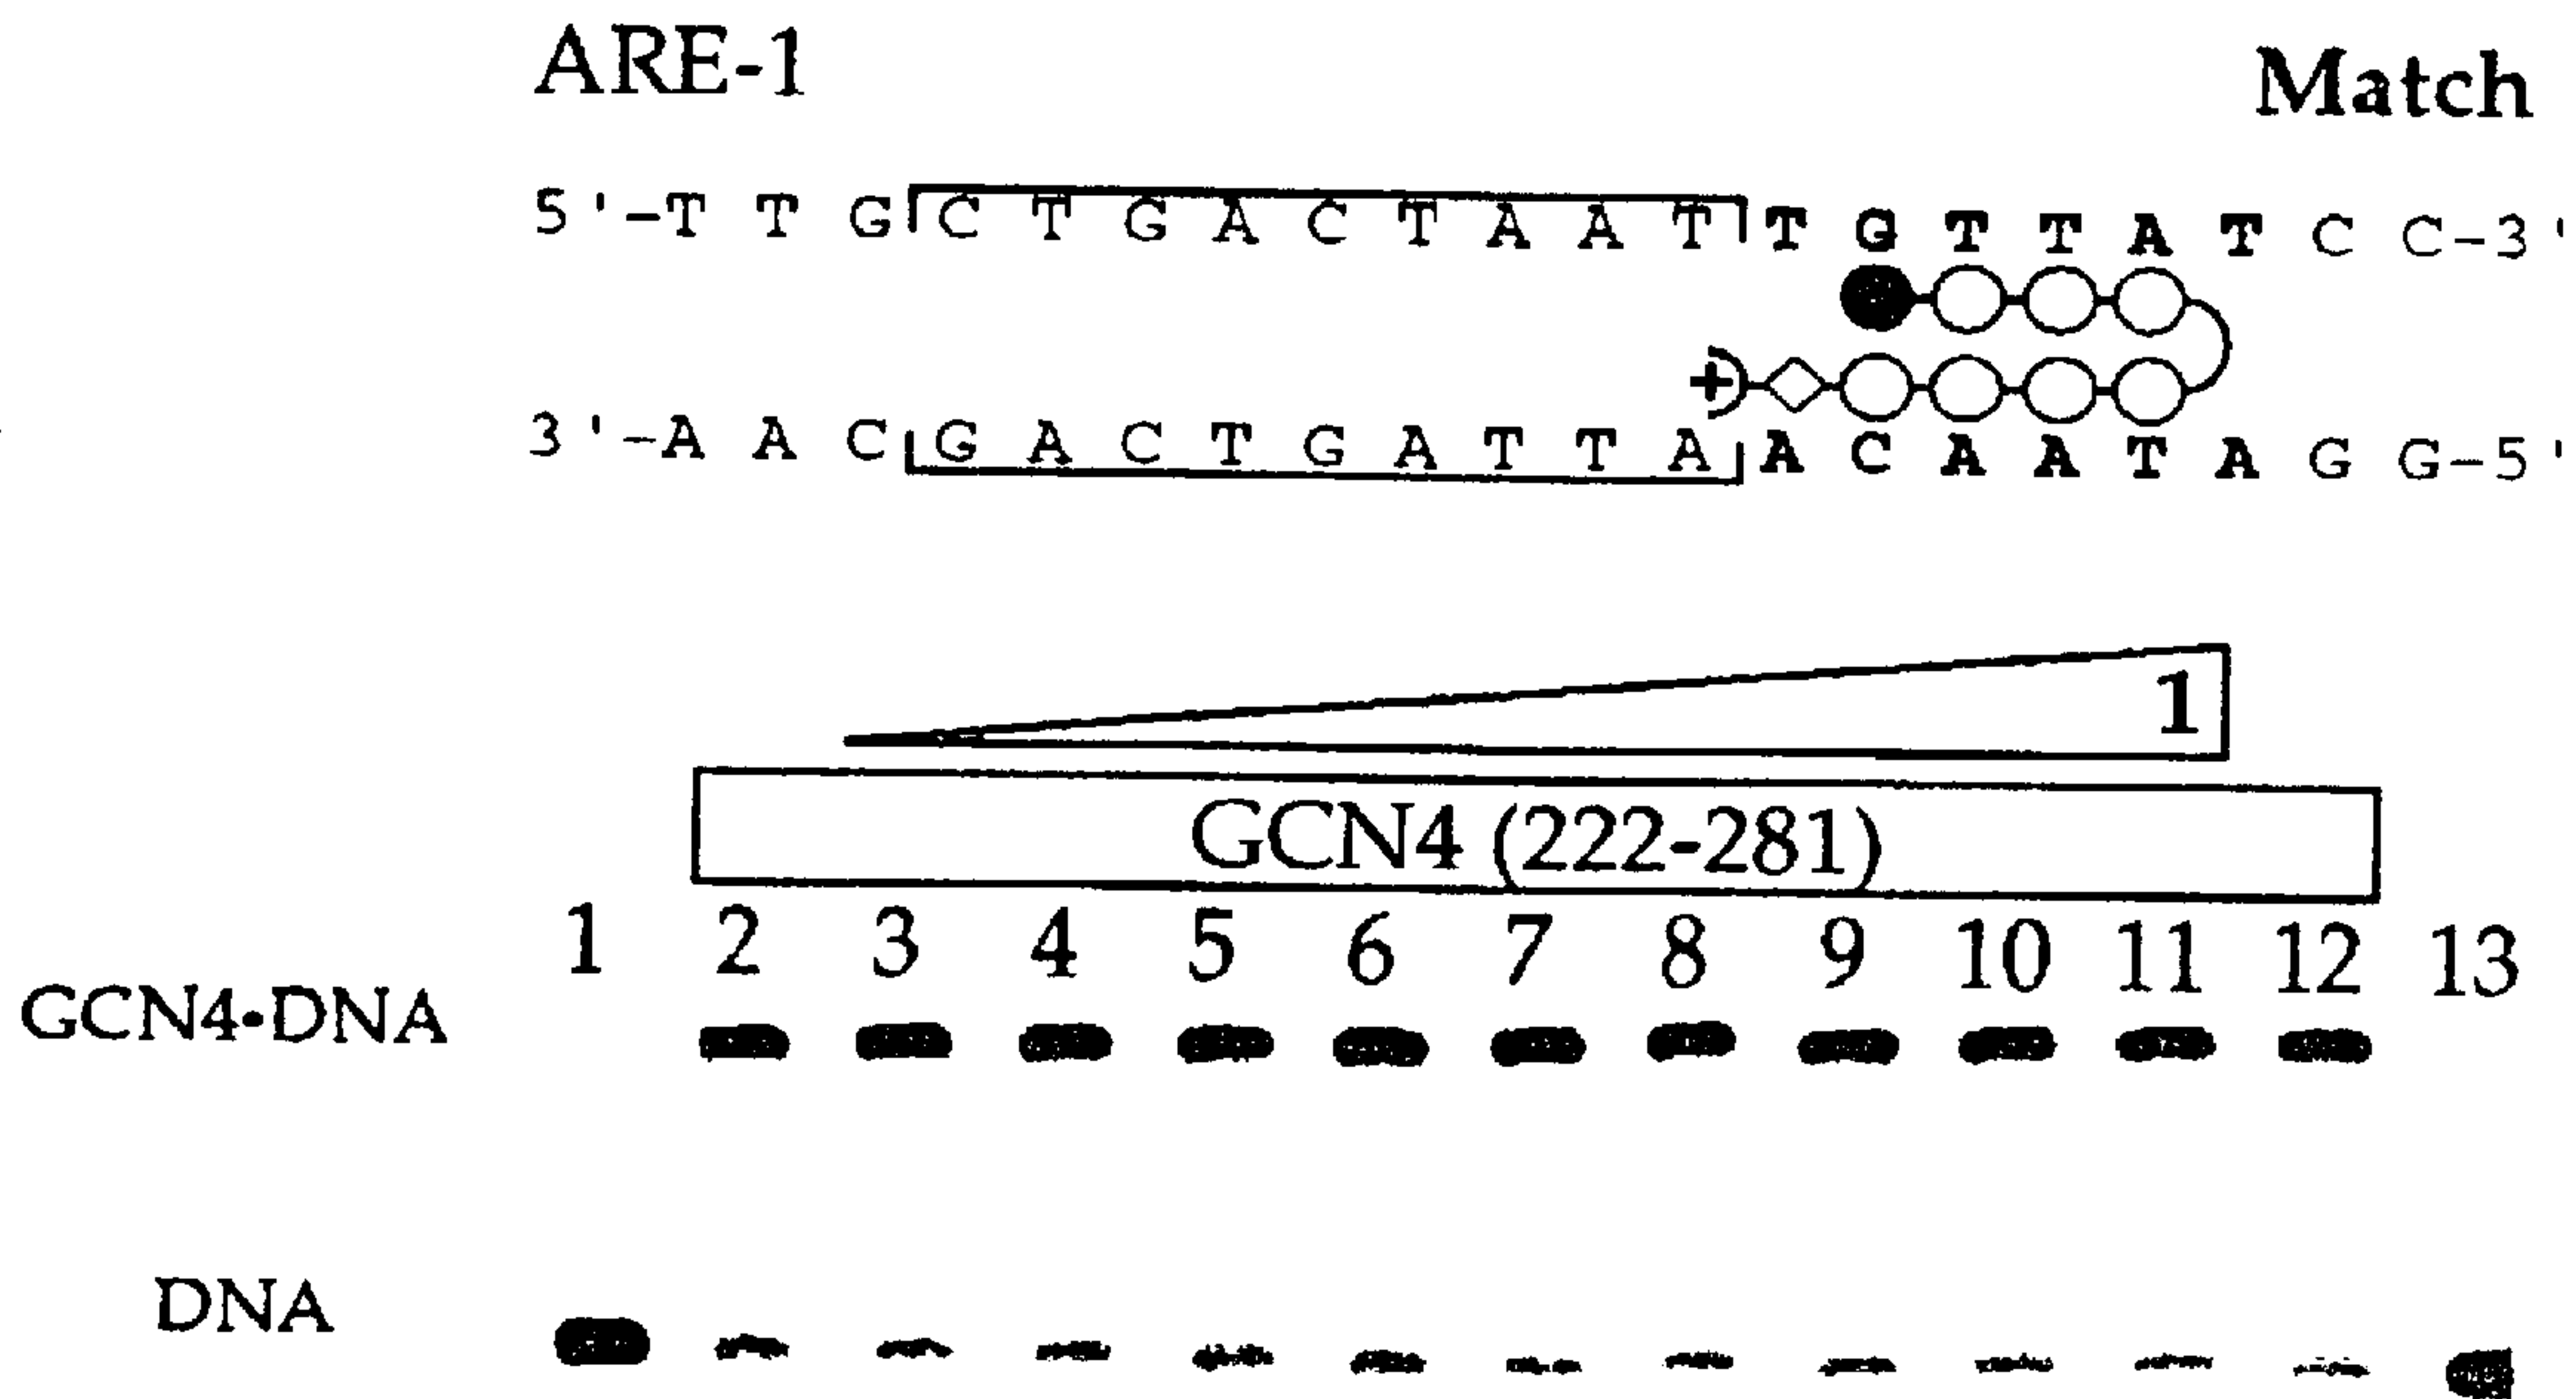 ARE-1
Match
5'-T T G C T G A C T A A T T G T T A T C C-3'
+
3'-A A C G A C T G A T T A A C A A T A G G-5'
1
GCN4 (222-281)
1 2 3 4 5 6 7 8 9 10 11 12 13
GCN4•DNA
DNA